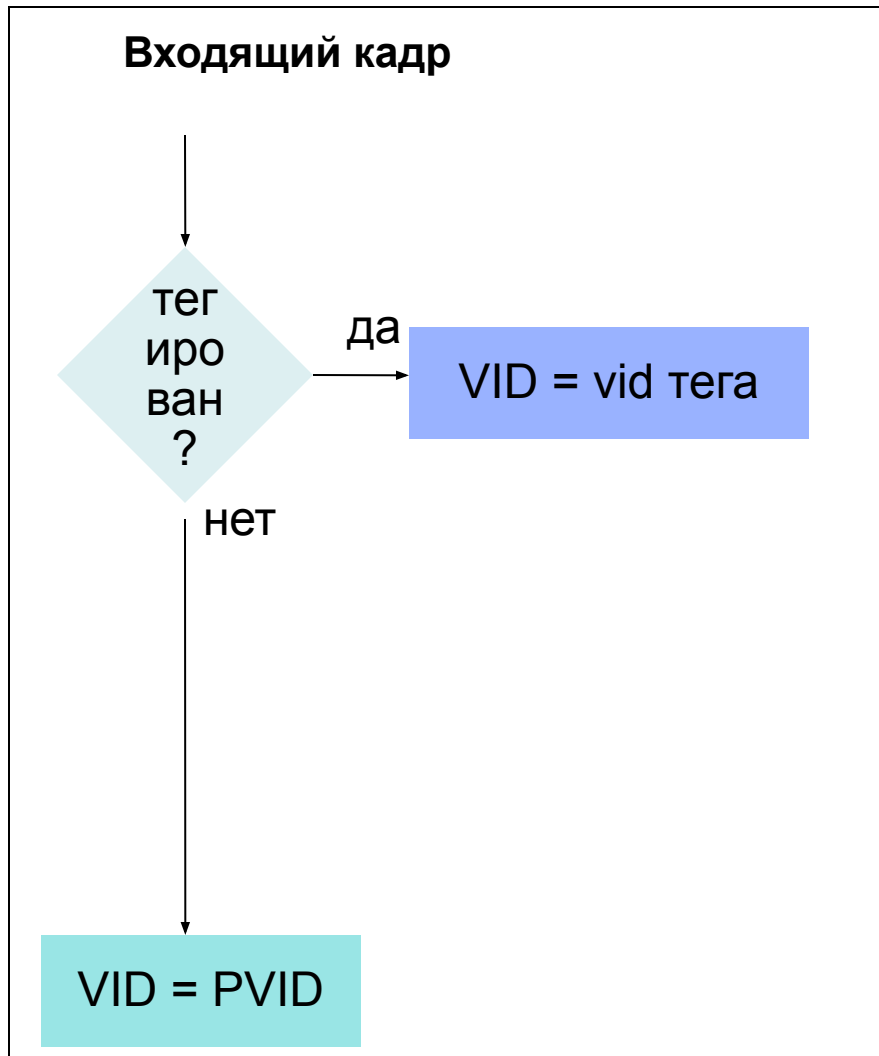 Входящий кадр
тег
иро
ван
?
да
VID = vid тега
нет
VID = PVID